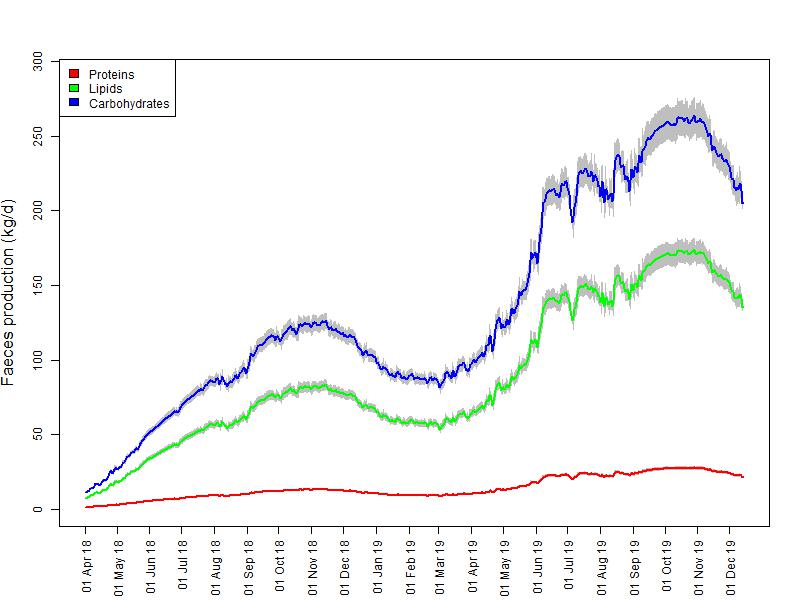 Proteins
Lipids
Carbohydrates
Faeces production (kg/d)
300
250
200
150
100
50
0
01 Apr 18
01 May 18
01 Jun 18
01 Jul 18
01 Aug 18
01 Sep 18
01 Oct 18
01 Nov 18
01 Dec 18
01 Jan 19
01 Feb 19
01 Mar 19
01 Apr 19
01 May 19
01 Jun 19
01 Jul 19
01 Aug 19
01 Sep 19
01 Oct 19
01 Nov 19
01 Dec 19